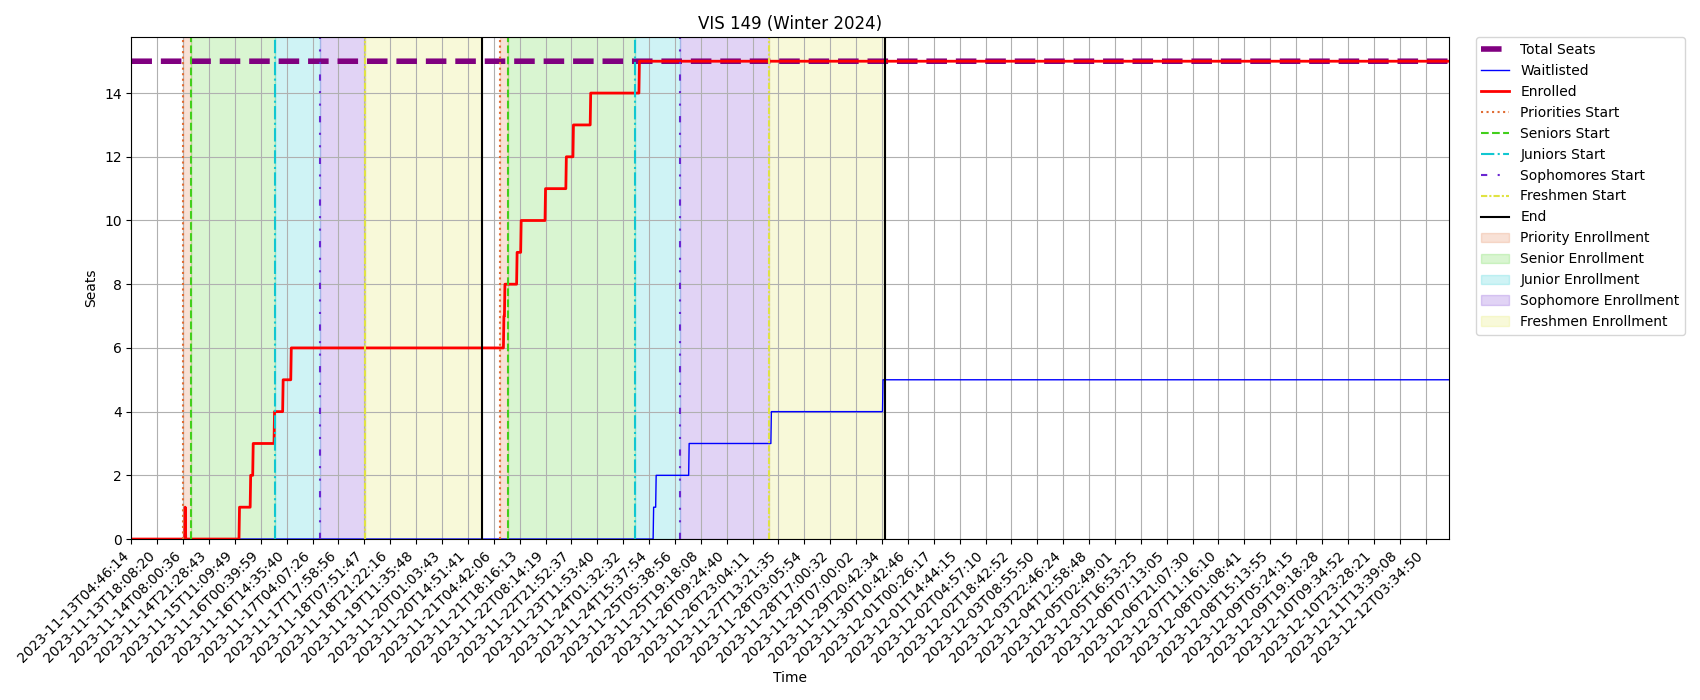 VIS 149 (Winter 2024)
Total Seats
Waitlisted
Enrolled
Priorities Start
Seniors Start
Juniors Start
Sophomores Start
Freshmen Start
End
Priority Enrollment
Senior Enrollment
Junior Enrollment
Sophomore Enrollment
Freshmen Enrollment
Seats
14
12
10
8
6
4
2
0
2023-11-13T04:46:14
2023-11-13T18:08:20
2023-11-14T08:00:36
2023-11-14T21:28:43
2023-11-15T11:09:49
2023-11-16T00:39:59
2023-11-16T14:35:40
2023-11-17T04:07:26
2023-11-17T17:58:56
2023-11-18T07:51:47
2023-11-18T21:22:16
2023-11-19T11:35:48
2023-11-20T01:03:43
2023-11-20T14:51:41
2023-11-21T04:42:06
2023-11-21T18:16:13
2023-11-22T08:14:19
2023-11-22T21:52:37
2023-11-23T11:53:40
2023-11-24T01:32:32
2023-11-24T15:37:54
2023-11-25T05:38:56
2023-11-25T19:18:08
2023-11-26T09:24:40
2023-11-26T23:04:11
2023-11-27T13:21:35
2023-11-28T03:05:54
2023-11-28T17:00:32
2023-11-29T07:00:02
2023-11-29T20:42:34
2023-11-30T10:42:46
2023-12-01T00:26:17
2023-12-01T14:44:15
2023-12-02T04:57:10
2023-12-02T18:42:52
2023-12-03T08:55:50
2023-12-03T22:46:24
2023-12-04T12:58:48
2023-12-05T02:49:01
2023-12-05T16:53:25
2023-12-06T07:13:05
2023-12-06T21:07:30
2023-12-07T11:16:10
2023-12-08T01:08:41
2023-12-08T15:13:55
2023-12-09T05:24:15
2023-12-09T19:18:28
2023-12-10T09:34:52
2023-12-10T23:28:21
2023-12-11T13:39:08
2023-12-12T03:34:50
Time